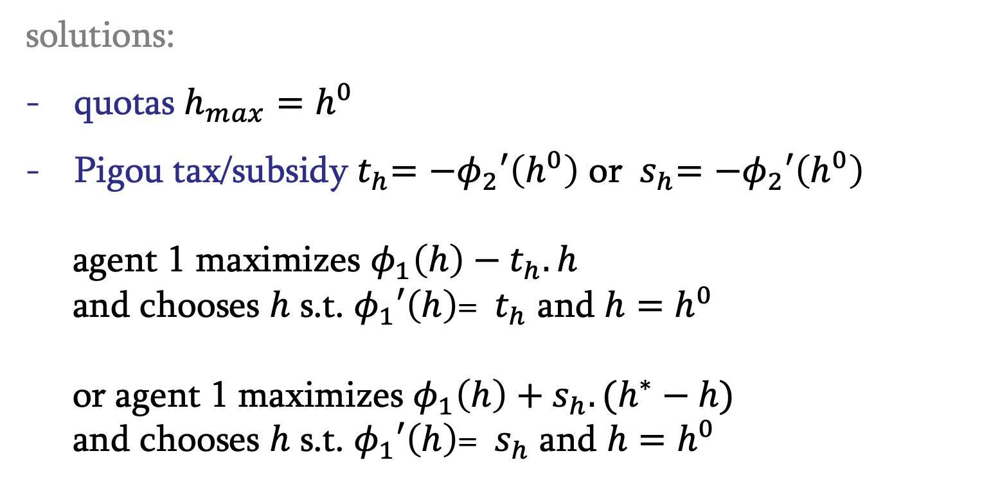 solutions:
- quotas $h_{max} = h^0$
- Pigou tax/subsidy $t_h = -\phi_2{}'(h^0)$ or $s_h = -\phi_2{}'(h^0)$
agent 1 maximizes $\phi_1(h) - t_h.h$
and chooses $h$ s.t. $\phi_1{}'(h) = t_h$ and $h = h^0$
or agent 1 maximizes $\phi_1(h) + s_h.(h^* - h)$
and chooses $h$ s.t. $\phi_1{}'(h) = s_h$ and $h = h^0$